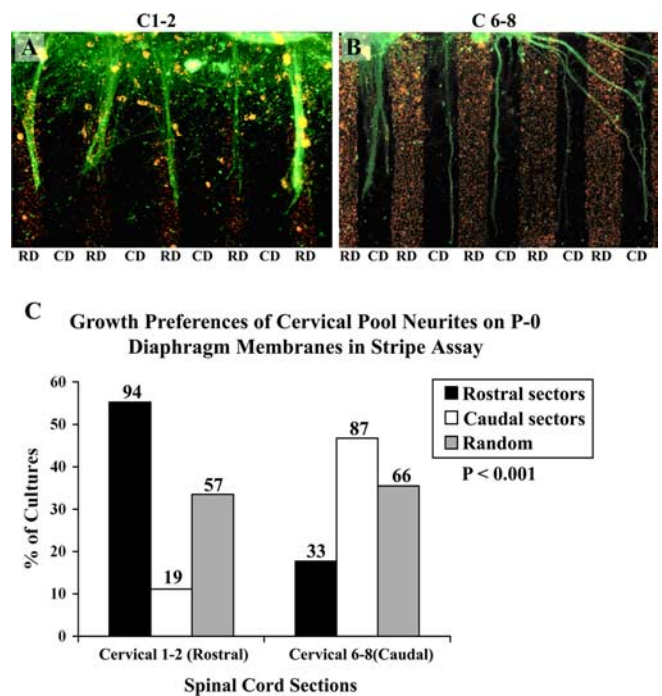 C1-2
C 6-8
A
B
RD CD RD CD RD CD RD CD RD
RD CD RD CD RD CD RD CD RD CD
C
Growth Preferences of Cervical Pool Neurites on P-0
Diaphragm Membranes in Stripe Assay
60
50
40
30
20
10
0
% of Cultures
94
19
57
33
87
66
Rostral sectors
Caudal sectors
Random
P < 0.001
Cervical 1-2 (Rostral)
Cervical 6-8(Caudal)
Spinal Cord Sections